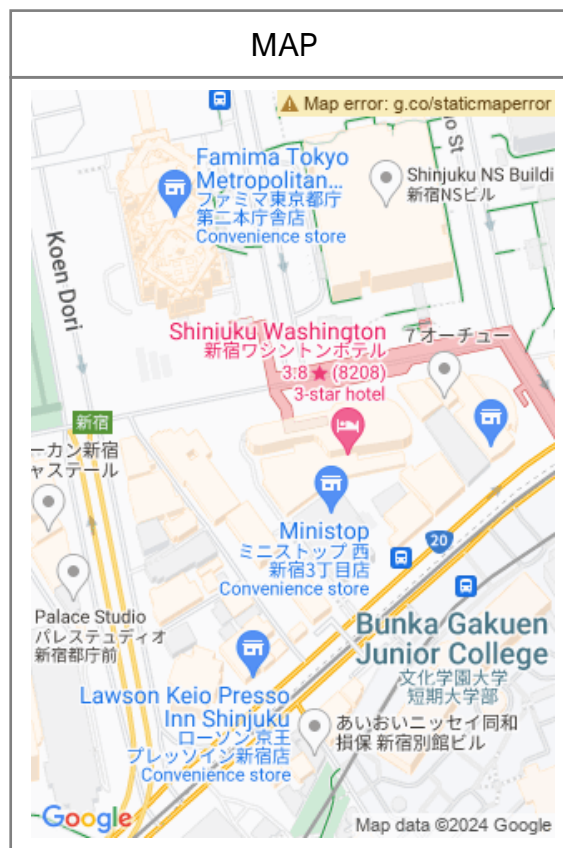 MAP
Map error: g.co/staticmaperror
Famima Tokyo
Metropolitan...
ファミマ東京都庁
第二本庁舎店
Convenience store
Shinjuku NS Buildi
新宿NSビル
o St
Koen Dori
Shinjuku Washington
新宿ワシントンホテル
3.8★(8208)
3-star hotel
7オーチュー
新宿
ーカン新宿
ャステール
Ministop
ミニストップ 西
新宿3丁目店
Convenience store
20
Palace Studio
パレステュディオ
新宿都庁前
Bunka Gakuen
Junior College
文化学園大学
短期大学部
Lawson Keio Presso
Inn Shinjuku
ローソン 京王
プレッソイン新宿店
Convenience store
あいおいニッセイ同和
損保 新宿別館ビル
Google
Map data ©2024 Google